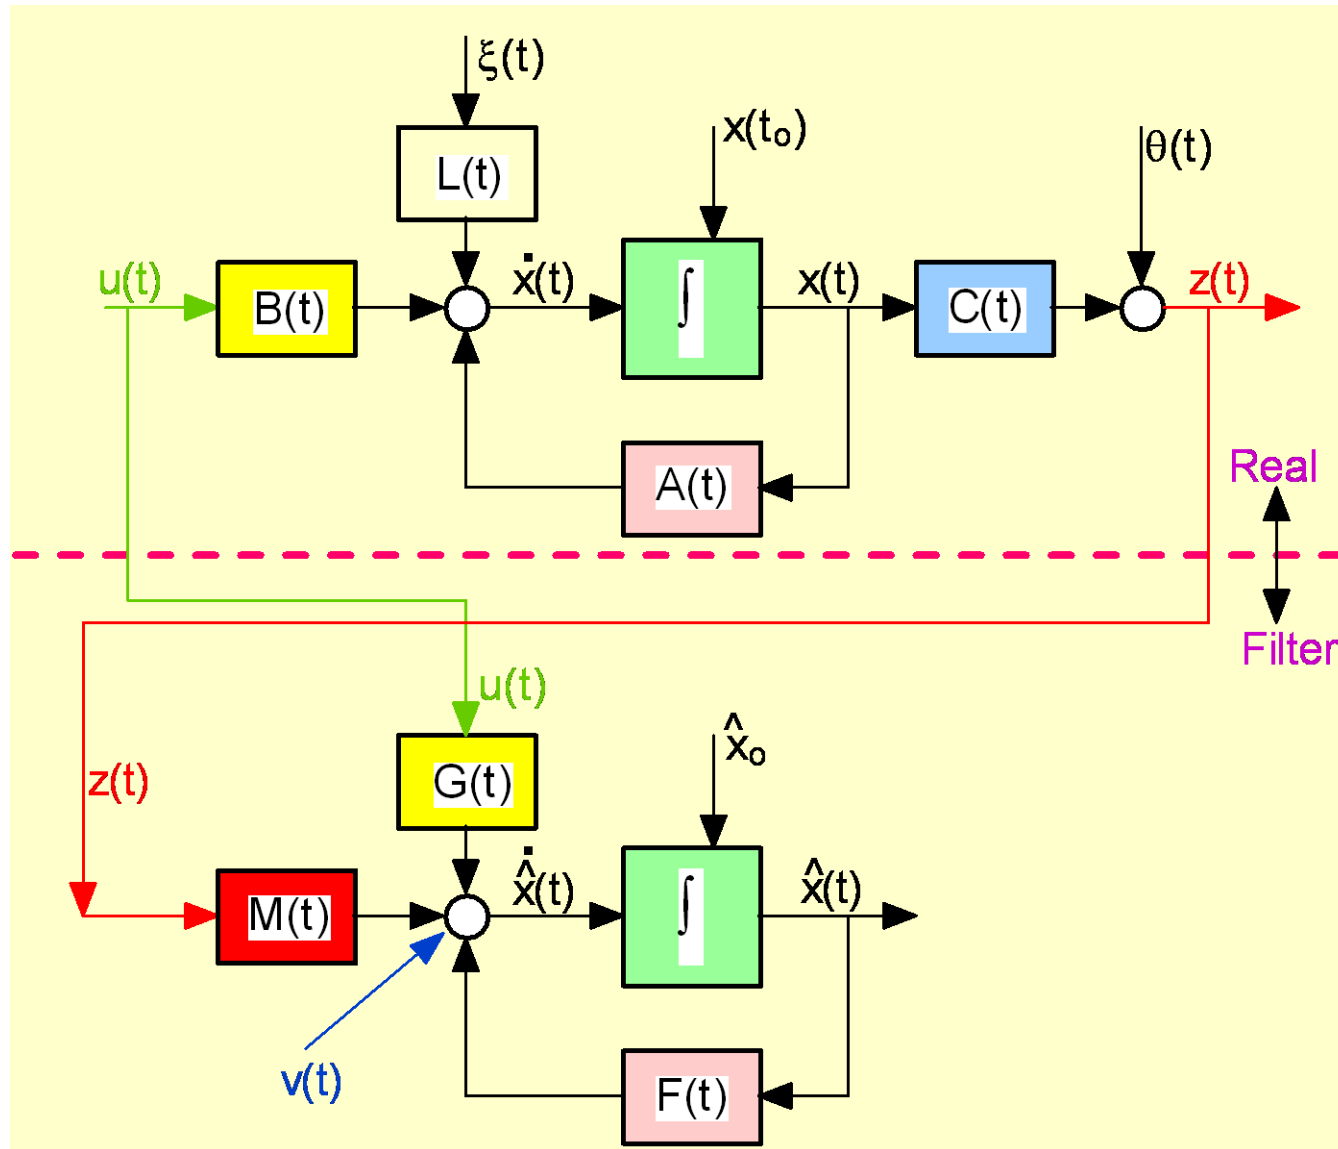 ξ(t)
x(t₀)
θ(t)
L(t)
u(t)
B(t)
ẋ(t)
∫
x(t)
C(t)
z(t)
A(t)
Real
Filter
u(t)
x̂₀
z(t)
G(t)
M(t)
x̂̇(t)
∫
x̂(t)
v(t)
F(t)